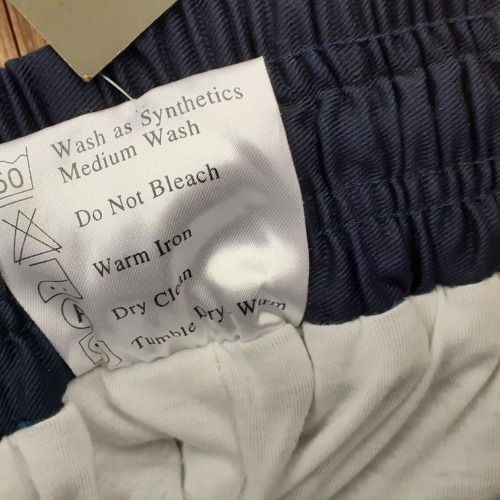 Wash as Synthetics
Medium Wash
50
Do Not Bleach
Warm Iron
Dry Clean
Tumble Dry. Warm